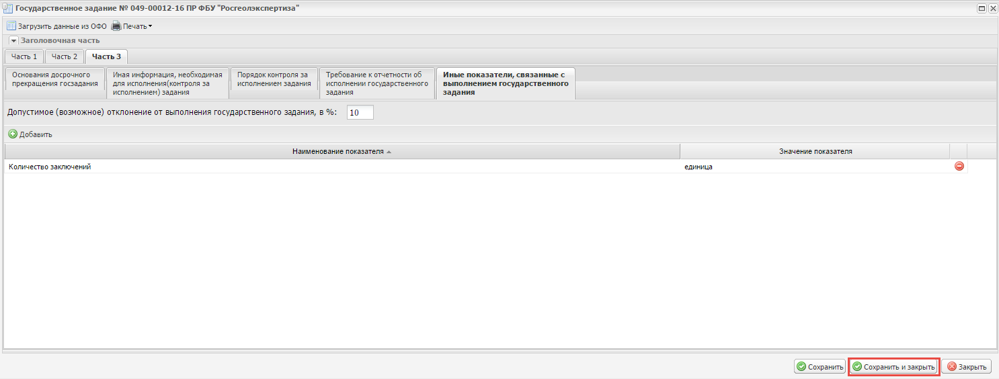 Государственное задание № 049-00012-16 ПР ФБУ "Росгеолэкспертиза"
Загрузить данные из ОФО Печать
Заголовочная часть
Часть 1 Часть 2 Часть 3
Основания досрочного
прекращения госзадания
Иная информация, необходимая
для исполнения(контроля за
исполнением) задания
Порядок контроля за
исполнением задания
Требование к отчетности об
исполнении государственного
задания
Иные показатели, связанные с
выполнением государственного
задания
Допустимое (возможное) отклонение от выполнения государственного задания, в %: 10
Добавить
Наименование показателя Значение показателя
Количество заключений единица
Сохранить Сохранить и закрыть Закрыть